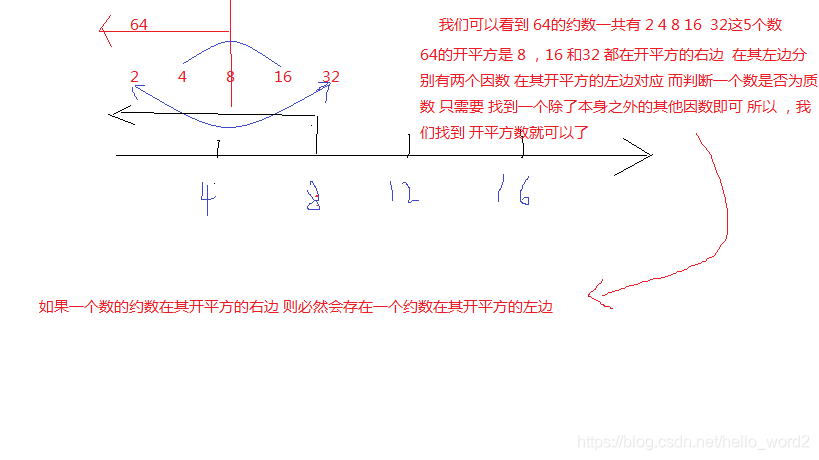 64
2 4 8 16 32
我们可以看到 64的约数一共有 2 4 8 16 32这5个数
64的开平方是 8 ，16 和32 都在开平方的右边 在其左边分
别有两个因数 在其开平方的左边对应 而判断一个数是否为质
数 只需要 找到一个除了本身之外的其他因数即可 所以 ，我
们找到 开平方数就可以了
4 8 12 16
如果一个数的约数在其开平方的右边 则必然会存在一个约数在其开平方的左边
https://blog.csdn.net/hello_word2